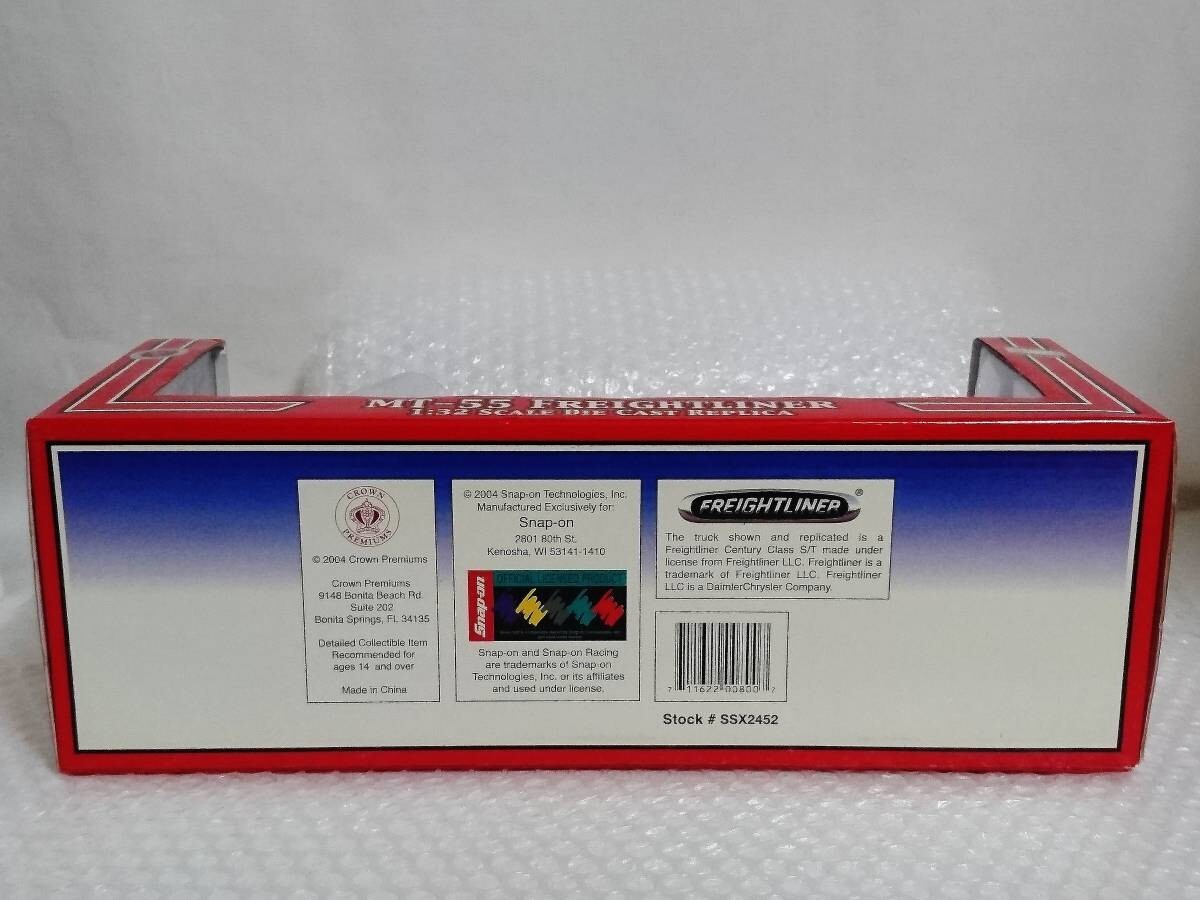 MT-55 FREIGHTLINER
1:32 SCALE DIE CAST REPLICA
CROWN
PREMIUMS
© 2004 Crown Premiums
Crown Premiums
9148 Bonita Beach Rd.
Suite 202
Bonita Springs, FL 34135
Detailed Collectible Item
Recommended for
ages 14 and over
Made in China
© 2004 Snap-on Technologies, Inc.
Manufactured Exclusively for:
Snap-on
2801 80th St.
Kenosha, WI 53141-1410
OFFICIAL LICENSED PRODUCT
Snap-on
Snap-on and Snap-on Racing
are trademarks of Snap-on
Technologies, Inc. or its affiliates
and used under license.
FREIGHTLINER ®
The truck shown and replicated is a
Freightliner Century Class S/T made under
license from Freightliner LLC. Freightliner is a
trademark of Freightliner LLC. Freightliner
LLC is a DaimlerChrysler Company.
7 11622 00800 7
Stock # SSX2452